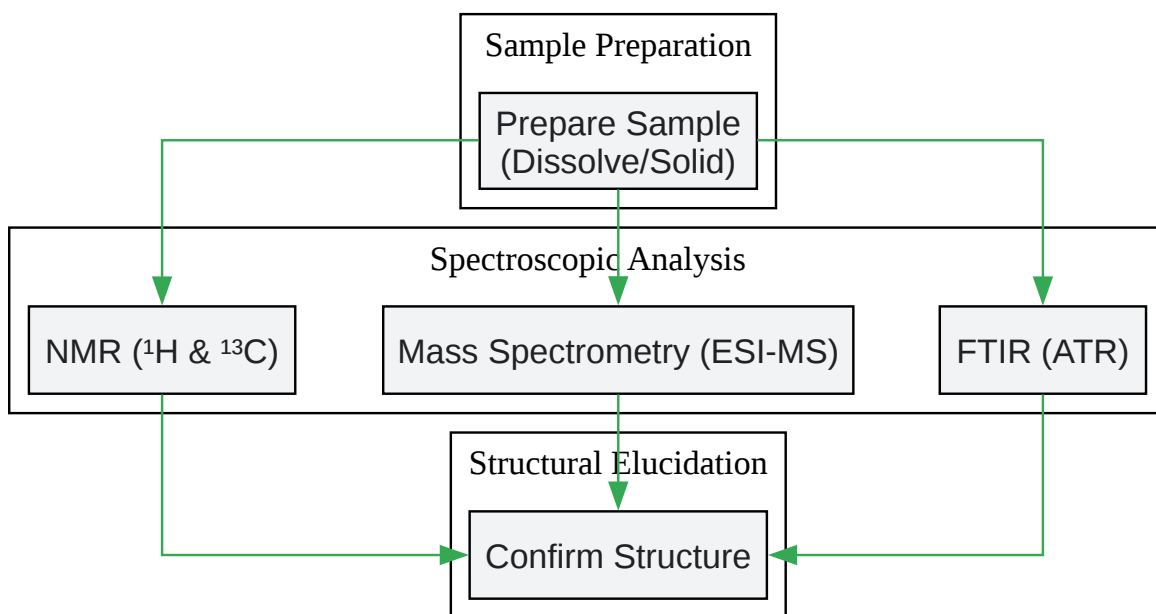 Sample Preparation
Prepare Sample
(Dissolve/Solid)
Spectroscopic Analysis
NMR (¹H & ¹³C)
Mass Spectrometry (ESI-MS)
FTIR (ATR)
Structural Elucidation
Confirm Structure